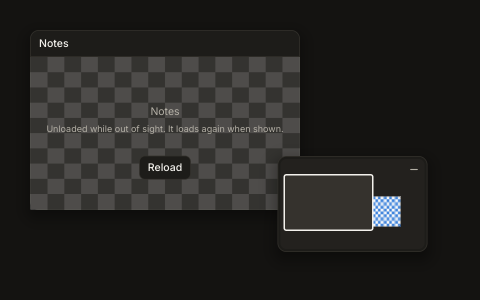 Notes
Notes
Unloaded while out of sight. It loads again when shown.
Reload